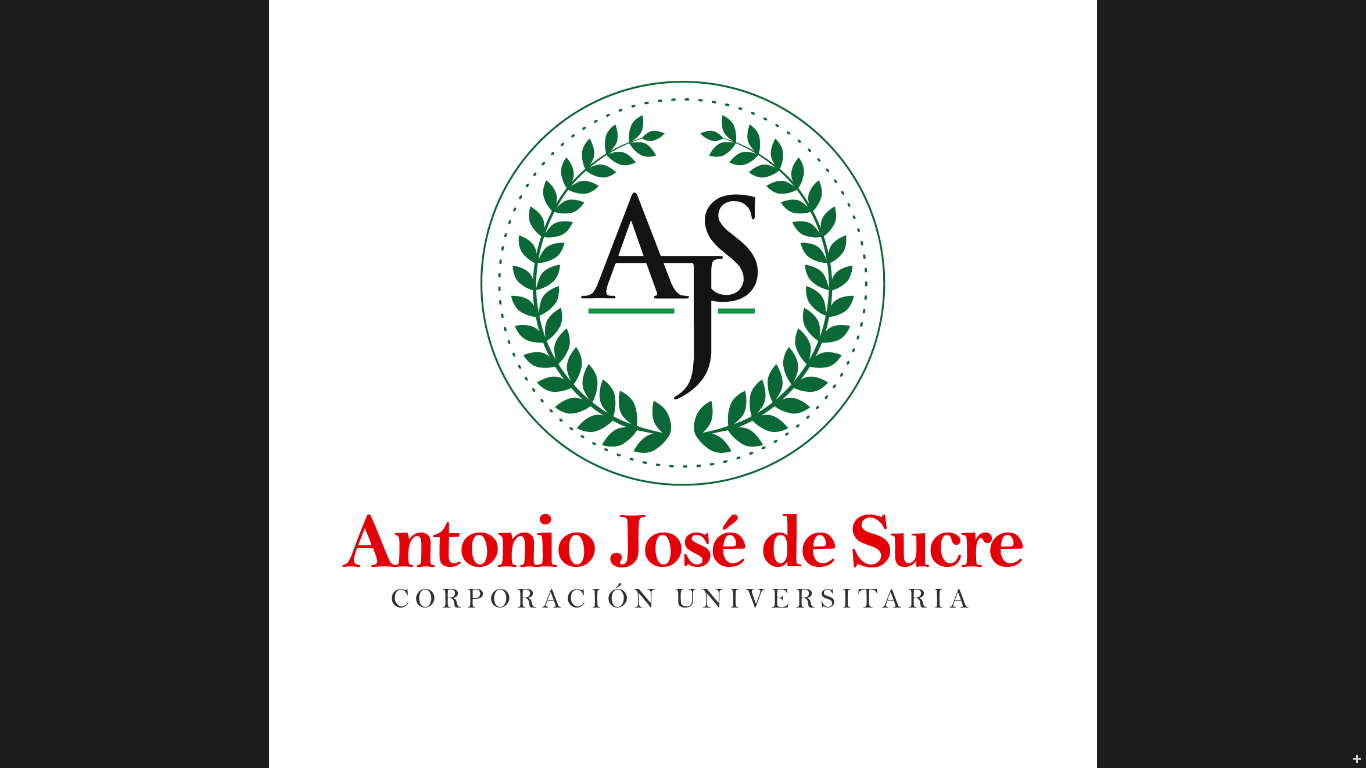 AJS
Antonio José de Sucre
CORPORACIÓN UNIVERSITARIA